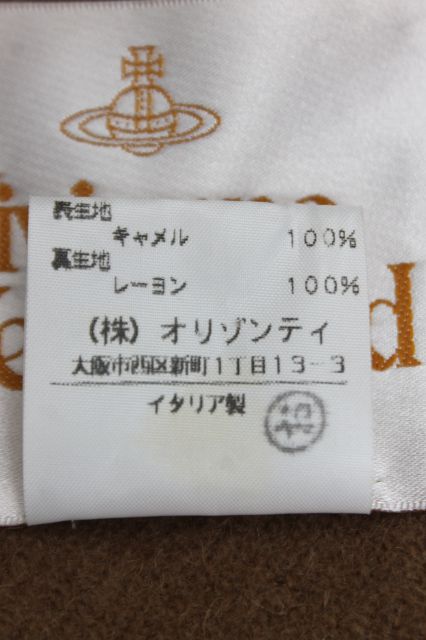 表生地
キャメル 100%
裏生地
レーヨン 100%
(株) オリゾンティ
大阪市西区新町1丁目13-3
イタリア製